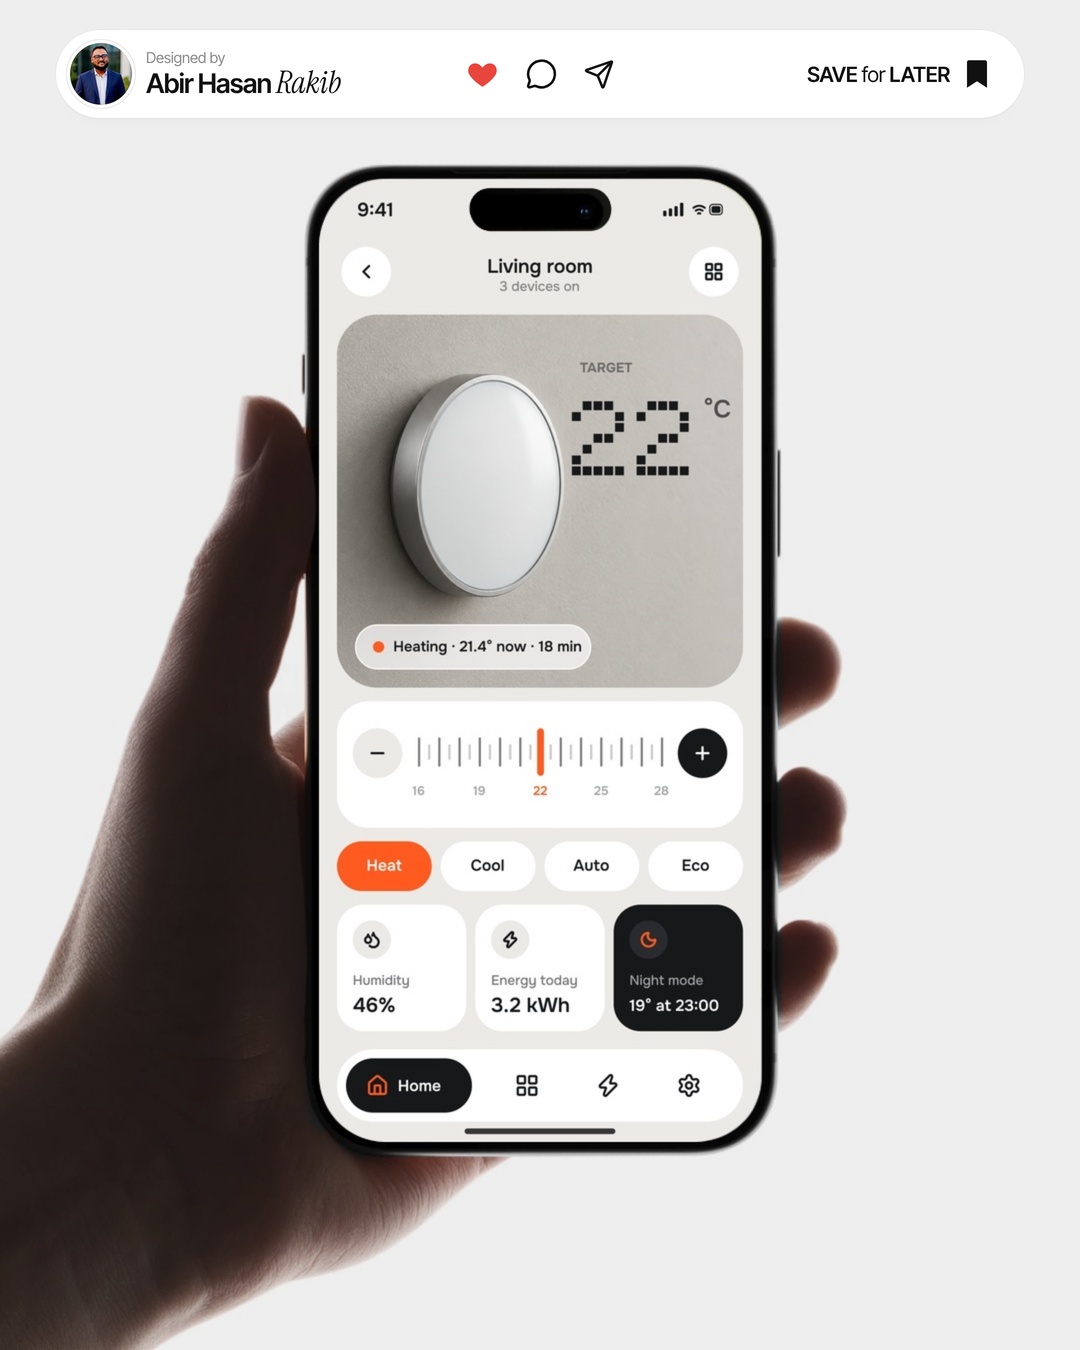 Designed by
Abir Hasan Rakib
SAVE for LATER
9:41
Living room
3 devices on
TARGET
22 °C
Heating · 21.4° now · 18 min
16 19 22 25 28
Heat Cool Auto Eco
Humidity
46%
Energy today
3.2 kWh
Night mode
19° at 23:00
Home